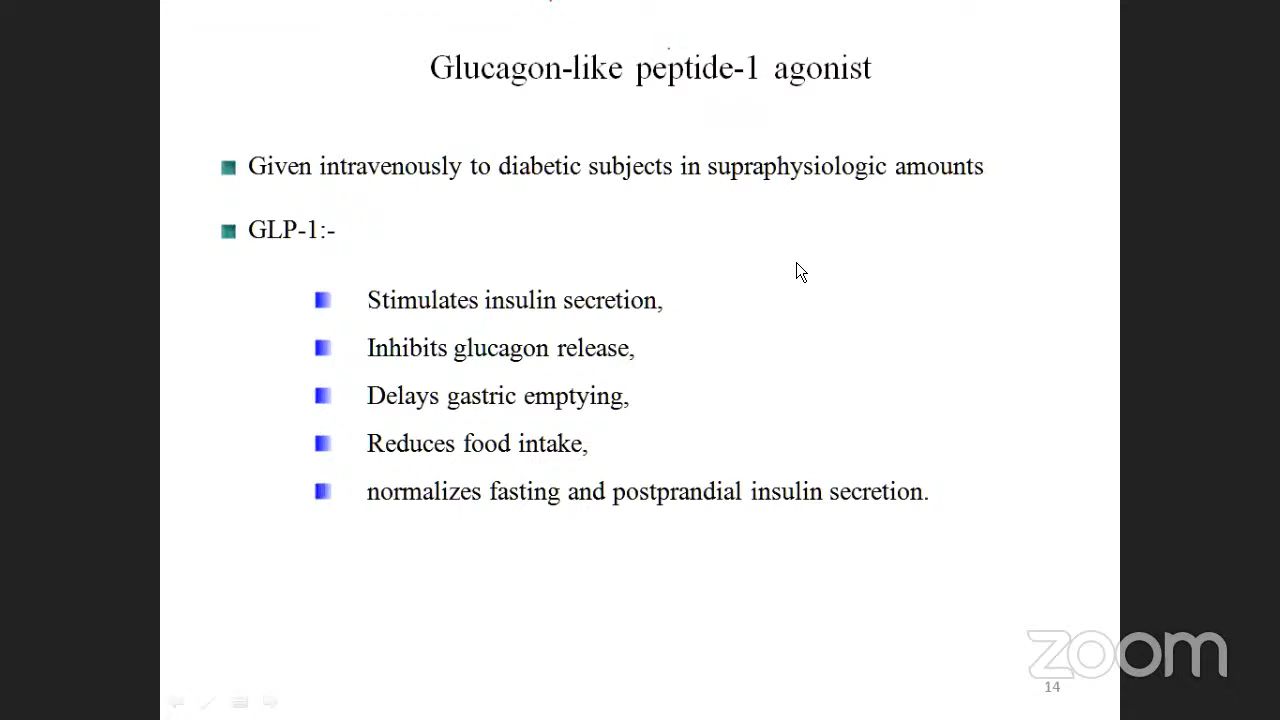 Glucagon-like peptide-1 agonist
Given intravenously to diabetic subjects in supraphysiologic amounts
GLP-1:-
Stimulates insulin secretion,
Inhibits glucagon release,
Delays gastric emptying,
Reduces food intake,
normalizes fasting and postprandial insulin secretion.
zoom
14